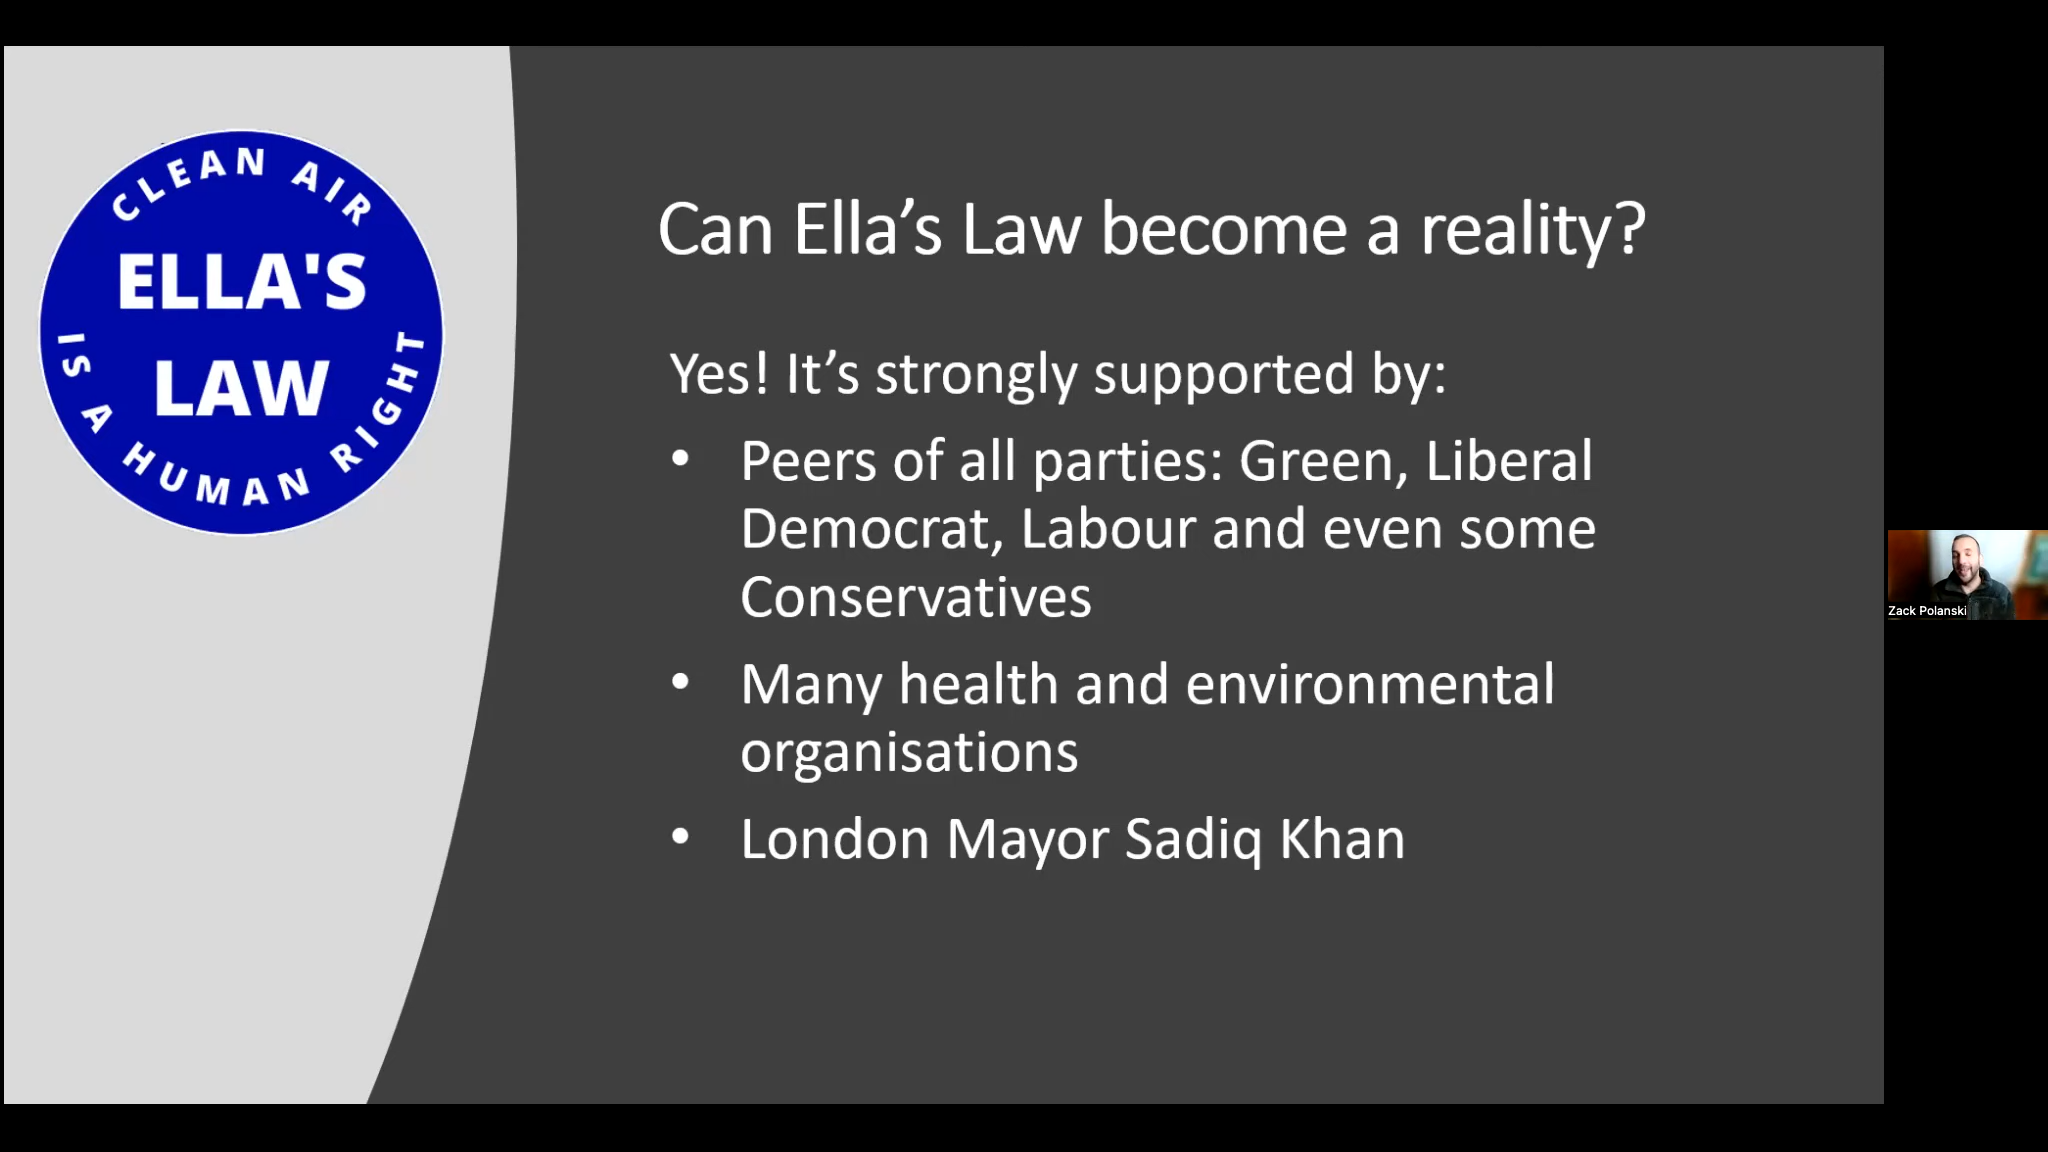 CLEAN AIR
ELLA'S
LAW
IS A HUMAN RIGHT
Can Ella’s Law become a reality?
Yes! It’s strongly supported by:
• Peers of all parties: Green, Liberal
Democrat, Labour and even some
Conservatives
• Many health and environmental
organisations
• London Mayor Sadiq Khan
Zack Polanski